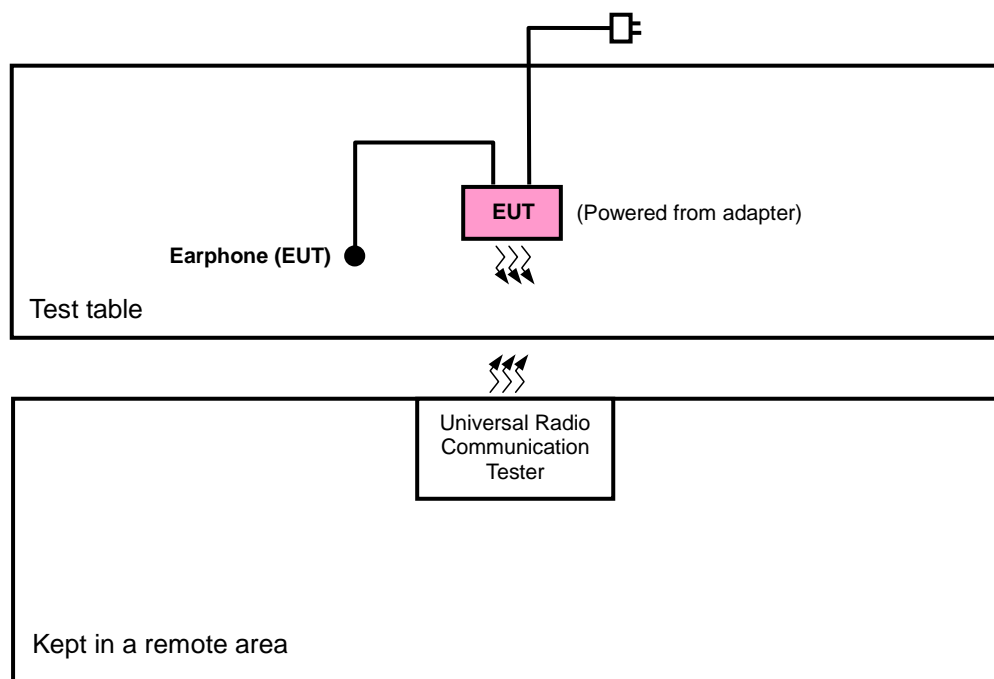 EUT
(Powered from adapter)
Earphone (EUT)
Test table
Universal Radio
Communication
Tester
Kept in a remote area